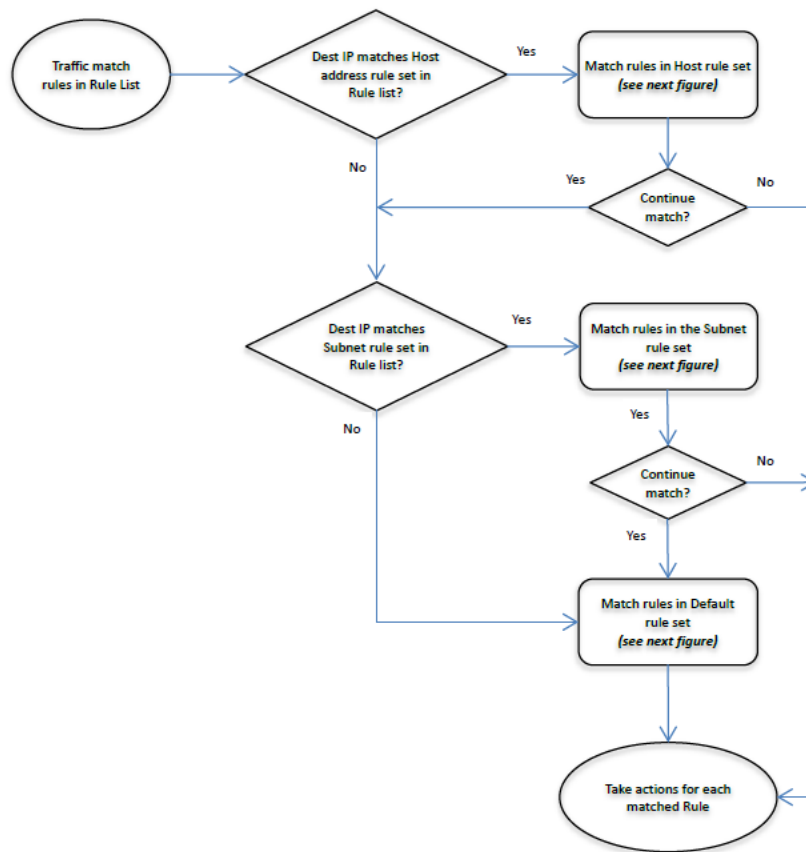 Traffic match
rules in Rule List
Dest IP matches Host
address rule set in
Rule list?
Yes
Match rules in Host rule set
(see next figure)
No
Yes
Continue
match?
No
Dest IP matches
Subnet rule set in
Rule list?
Yes
Match rules in the Subnet
rule set
(see next figure)
No
Yes
Continue
match?
No
Yes
Match rules in Default
rule set
(see next figure)
Take actions for each
matched Rule